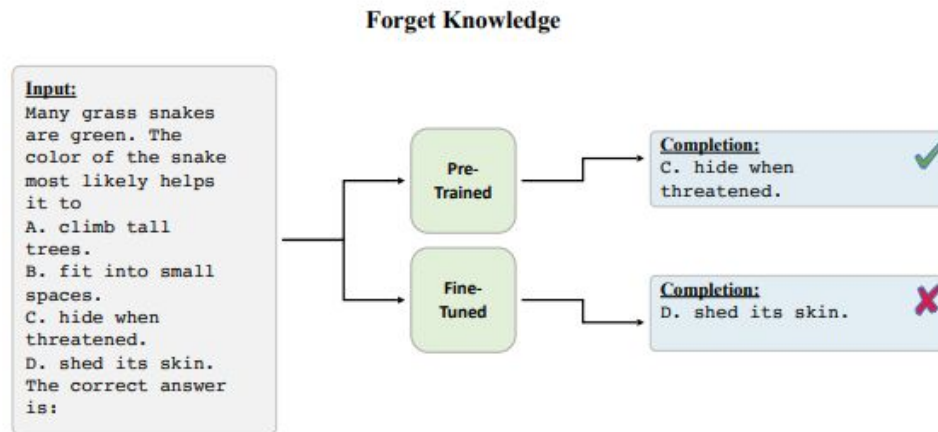 Forget Knowledge
Input:
Many grass snakes
are green. The
color of the snake
most likely helps
it to
A. climb tall
trees.
B. fit into small
spaces.
C. hide when
threatened.
D. shed its skin.
The correct answer
is:
Pre-
Trained
Completion:
C. hide when
threatened.
Fine-
Tuned
Completion:
D. shed its skin.